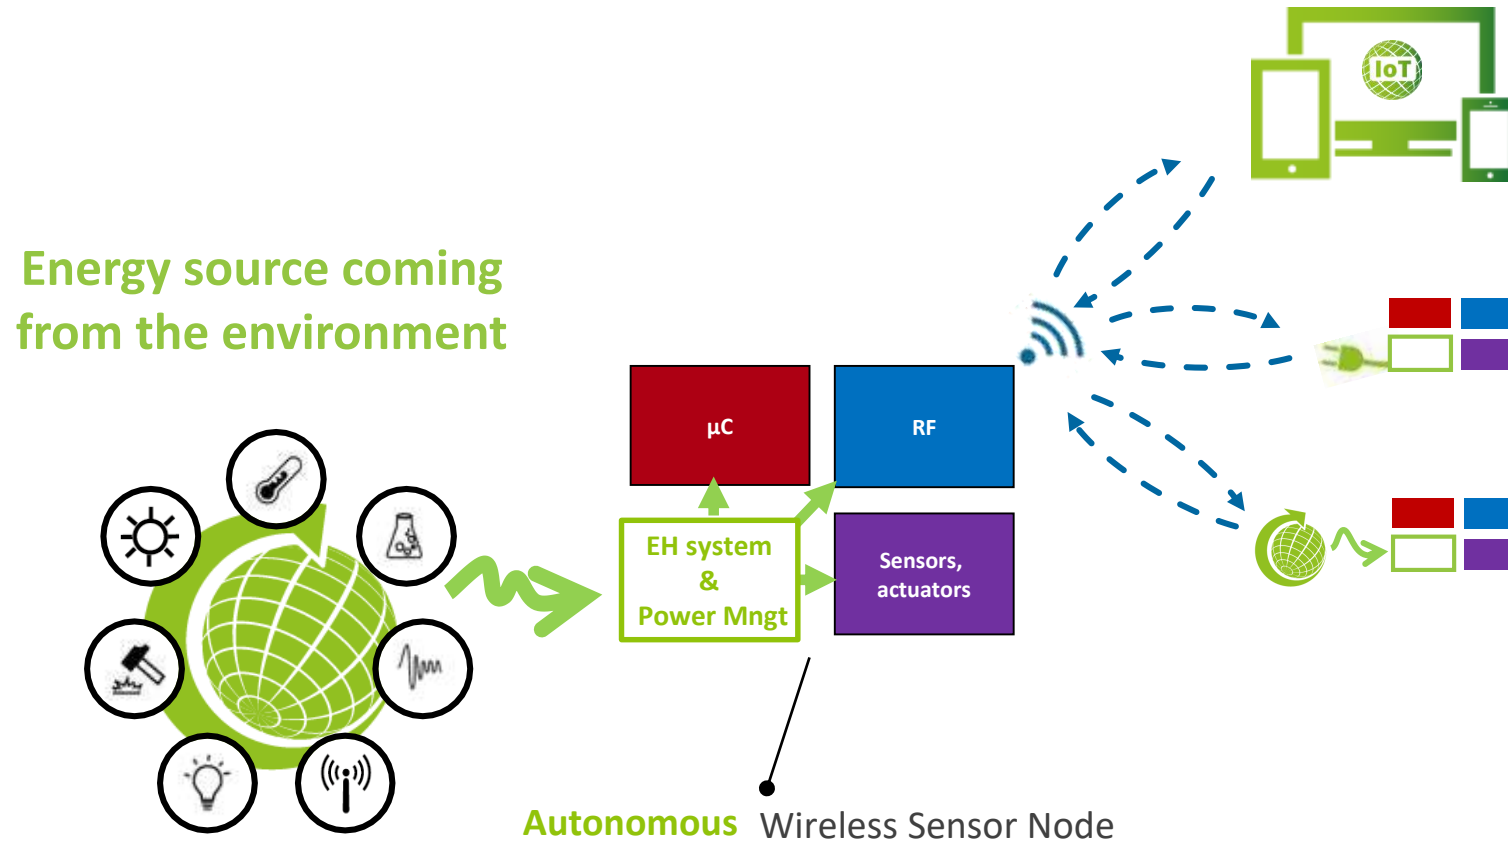 IoT
Energy source coming
from the environment
µC
RF
EH system
&
Power Mngt
Sensors,
actuators
Autonomous Wireless Sensor Node